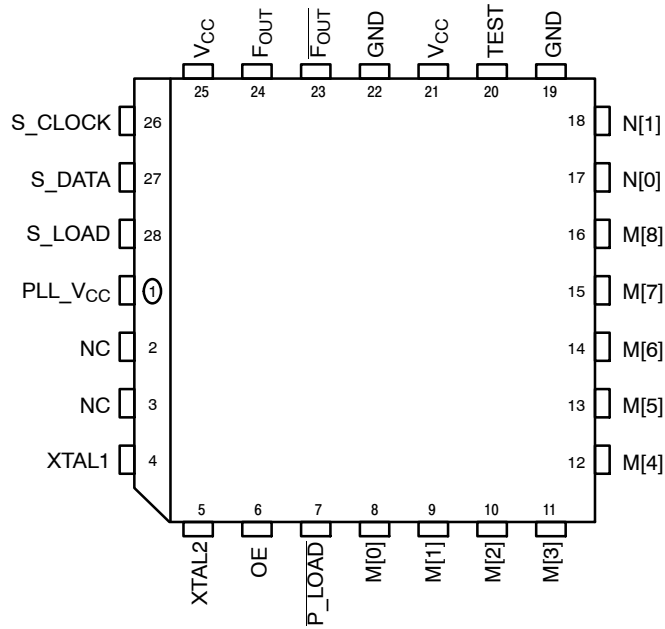 VCC
FOUT
FOUT
GND
VCC
TEST
GND
25
24
23
22
21
20
19
S_CLOCK 26
S_DATA 27
S_LOAD 28
PLL_VCC 1
NC 2
NC 3
XTAL1 4
18 N[1]
17 N[0]
16 M[8]
15 M[7]
14 M[6]
13 M[5]
12 M[4]
5
6
7
8
9
10
11
XTAL2
OE
P_LOAD
M[0]
M[1]
M[2]
M[3]